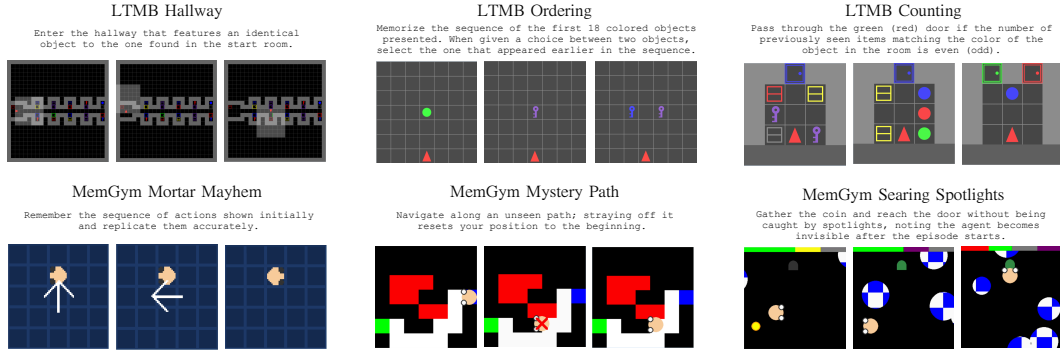 LTMB Hallway
Enter the hallway that features an identical
object to the one found in the start room.
LTMB Ordering
Memorize the sequence of the first 18 colored objects
presented. When given a choice between two objects,
select the one that appeared earlier in the sequence.
LTMB Counting
Pass through the green (red) door if the number of
previously seen items matching the color of the
object in the room is even (odd).
MemGym Mortar Mayhem
Remember the sequence of actions shown initially
and replicate them accurately.
MemGym Mystery Path
Navigate along an unseen path; straying off it
resets your position to the beginning.
MemGym Searing Spotlights
Gather the coin and reach the door without being
caught by spotlights, noting the agent becomes
invisible after the episode starts.